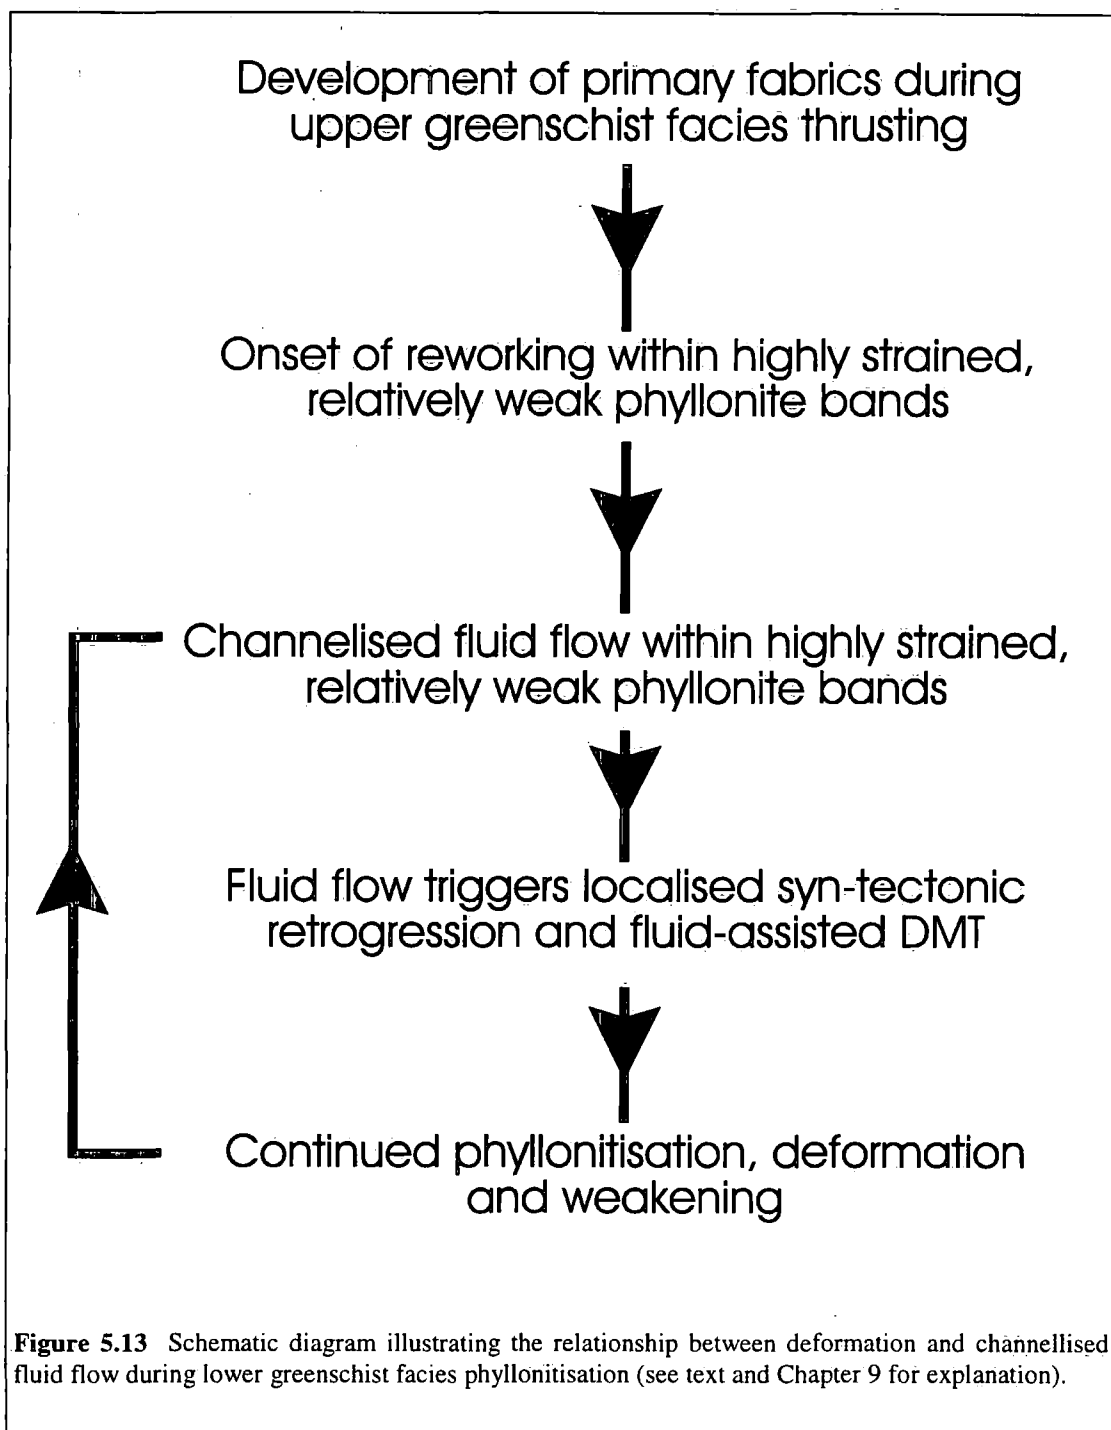 Development of primary fabrics during
upper greenschist facies thrusting
Onset of reworking within highly strained,
relatively weak phyllonite bands
Channelised fluid flow within highly strained,
relatively weak phyllonite bands
Fluid flow triggers localised syn-tectonic
retrogression and fluid-assisted DMT
Continued phyllonitisation, deformation
and weakening
Figure 5.13 Schematic diagram illustrating the relationship between deformation and channellised
fluid flow during lower greenschist facies phyllonitisation (see text and Chapter 9 for explanation).